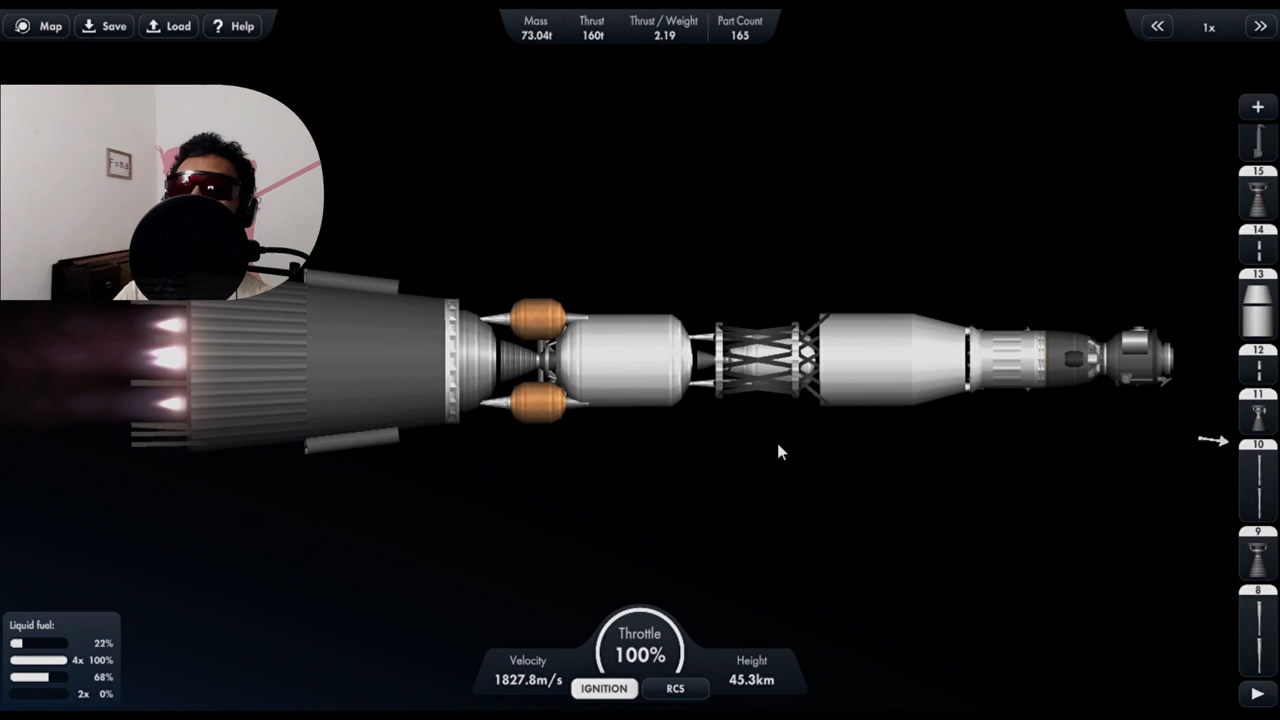 Map
Save
Load
? Help
Mass
73.04t
Thrust
160t
Thrust / Weight
2.19
Part Count
165
1x
F=ma
15
14
13
12
11
10
9
8
Liquid fuel:
22%
4x 100%
68%
2x 0%
Throttle
100%
Velocity
1827.8m/s
Height
45.3km
IGNITION
RCS